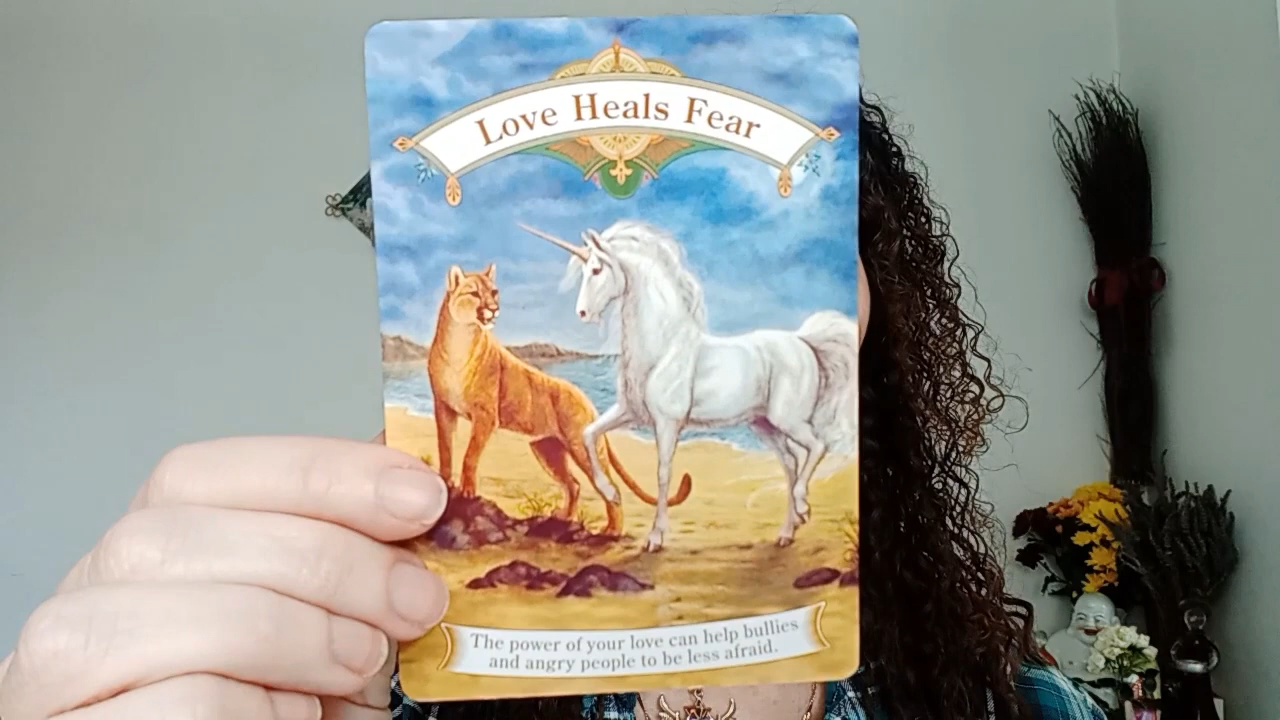 Love Heals Fear
The power of your love can help bullies
and angry people to be less afraid.